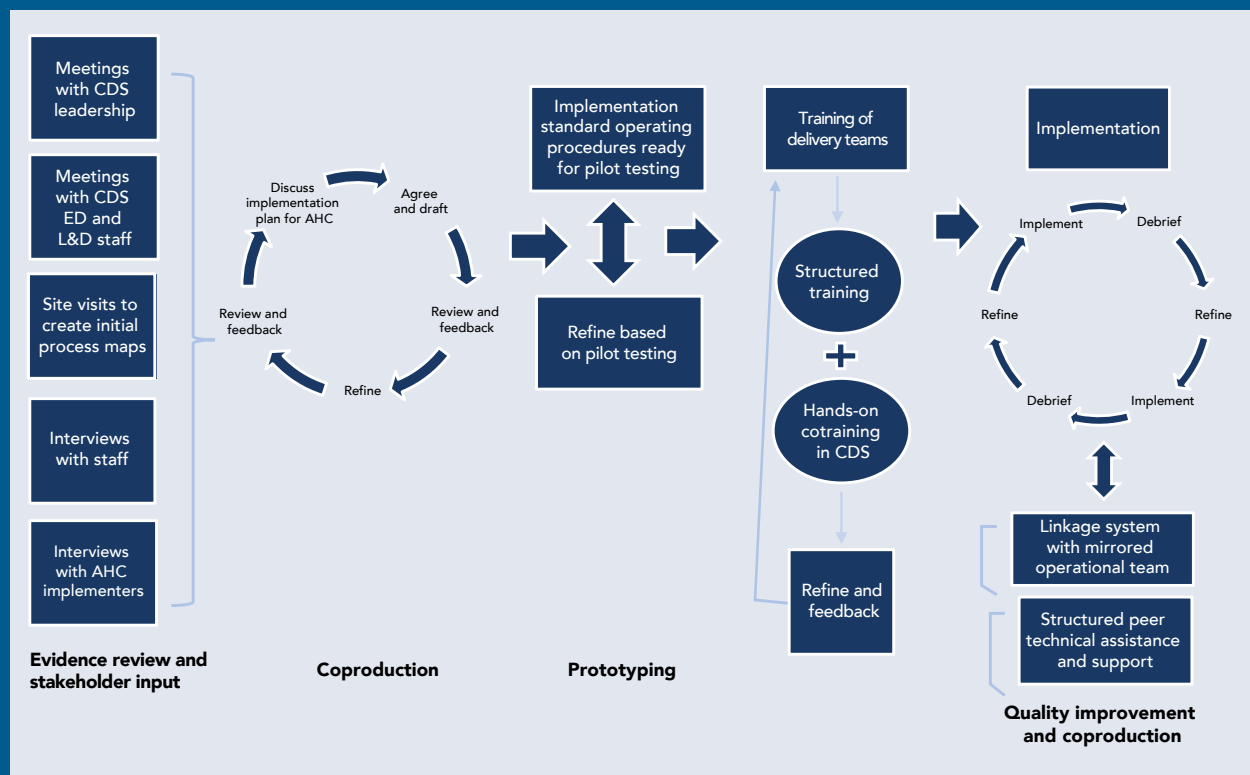 Meetings
with CDS
leadership
Meetings
with CDS
ED and
L&D staff
Site visits to
create initial
process maps
Interviews
with staff
Interviews
with AHC
implementers
Evidence review and
stakeholder input
Discuss
implementation
plan for AHC
Agree
and draft
Review and
feedback
Refine
Review and
feedback
Coproduction
Implementation
standard operating
procedures ready
for pilot testing
Refine based
on pilot testing
Prototyping
Training of
delivery teams
Structured
training
+
Hands-on
cotraining
in CDS
Refine and
feedback
Implementation
Implement
Debrief
Refine
Implement
Debrief
Refine
Linkage system
with mirrored
operational team
Structured peer
technical assistance
and support
Quality improvement
and coproduction